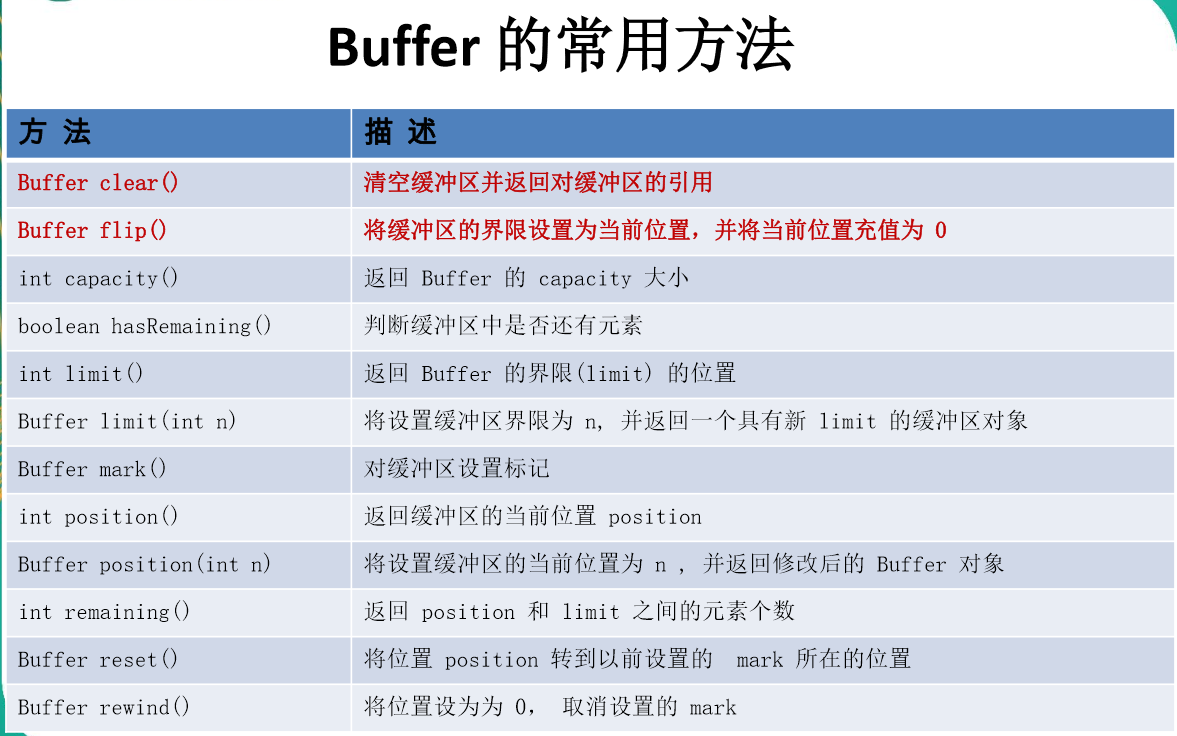 Buffer 的常用方法
方 法 描 述
Buffer clear() 清空缓冲区并返回对缓冲区的引用
Buffer flip() 将缓冲区的界限设置为当前位置，并将当前位置充值为 0
int capacity() 返回 Buffer 的 capacity 大小
boolean hasRemaining() 判断缓冲区中是否还有元素
int limit() 返回 Buffer 的界限(limit) 的位置
Buffer limit(int n) 将设置缓冲区界限为 n, 并返回一个具有新 limit 的缓冲区对象
Buffer mark() 对缓冲区设置标记
int position() 返回缓冲区的当前位置 position
Buffer position(int n) 将设置缓冲区的当前位置为 n , 并返回修改后的 Buffer 对象
int remaining() 返回 position 和 limit 之间的元素个数
Buffer reset() 将位置 position 转到以前设置的 mark 所在的位置
Buffer rewind() 将位置设为为 0， 取消设置的 mark